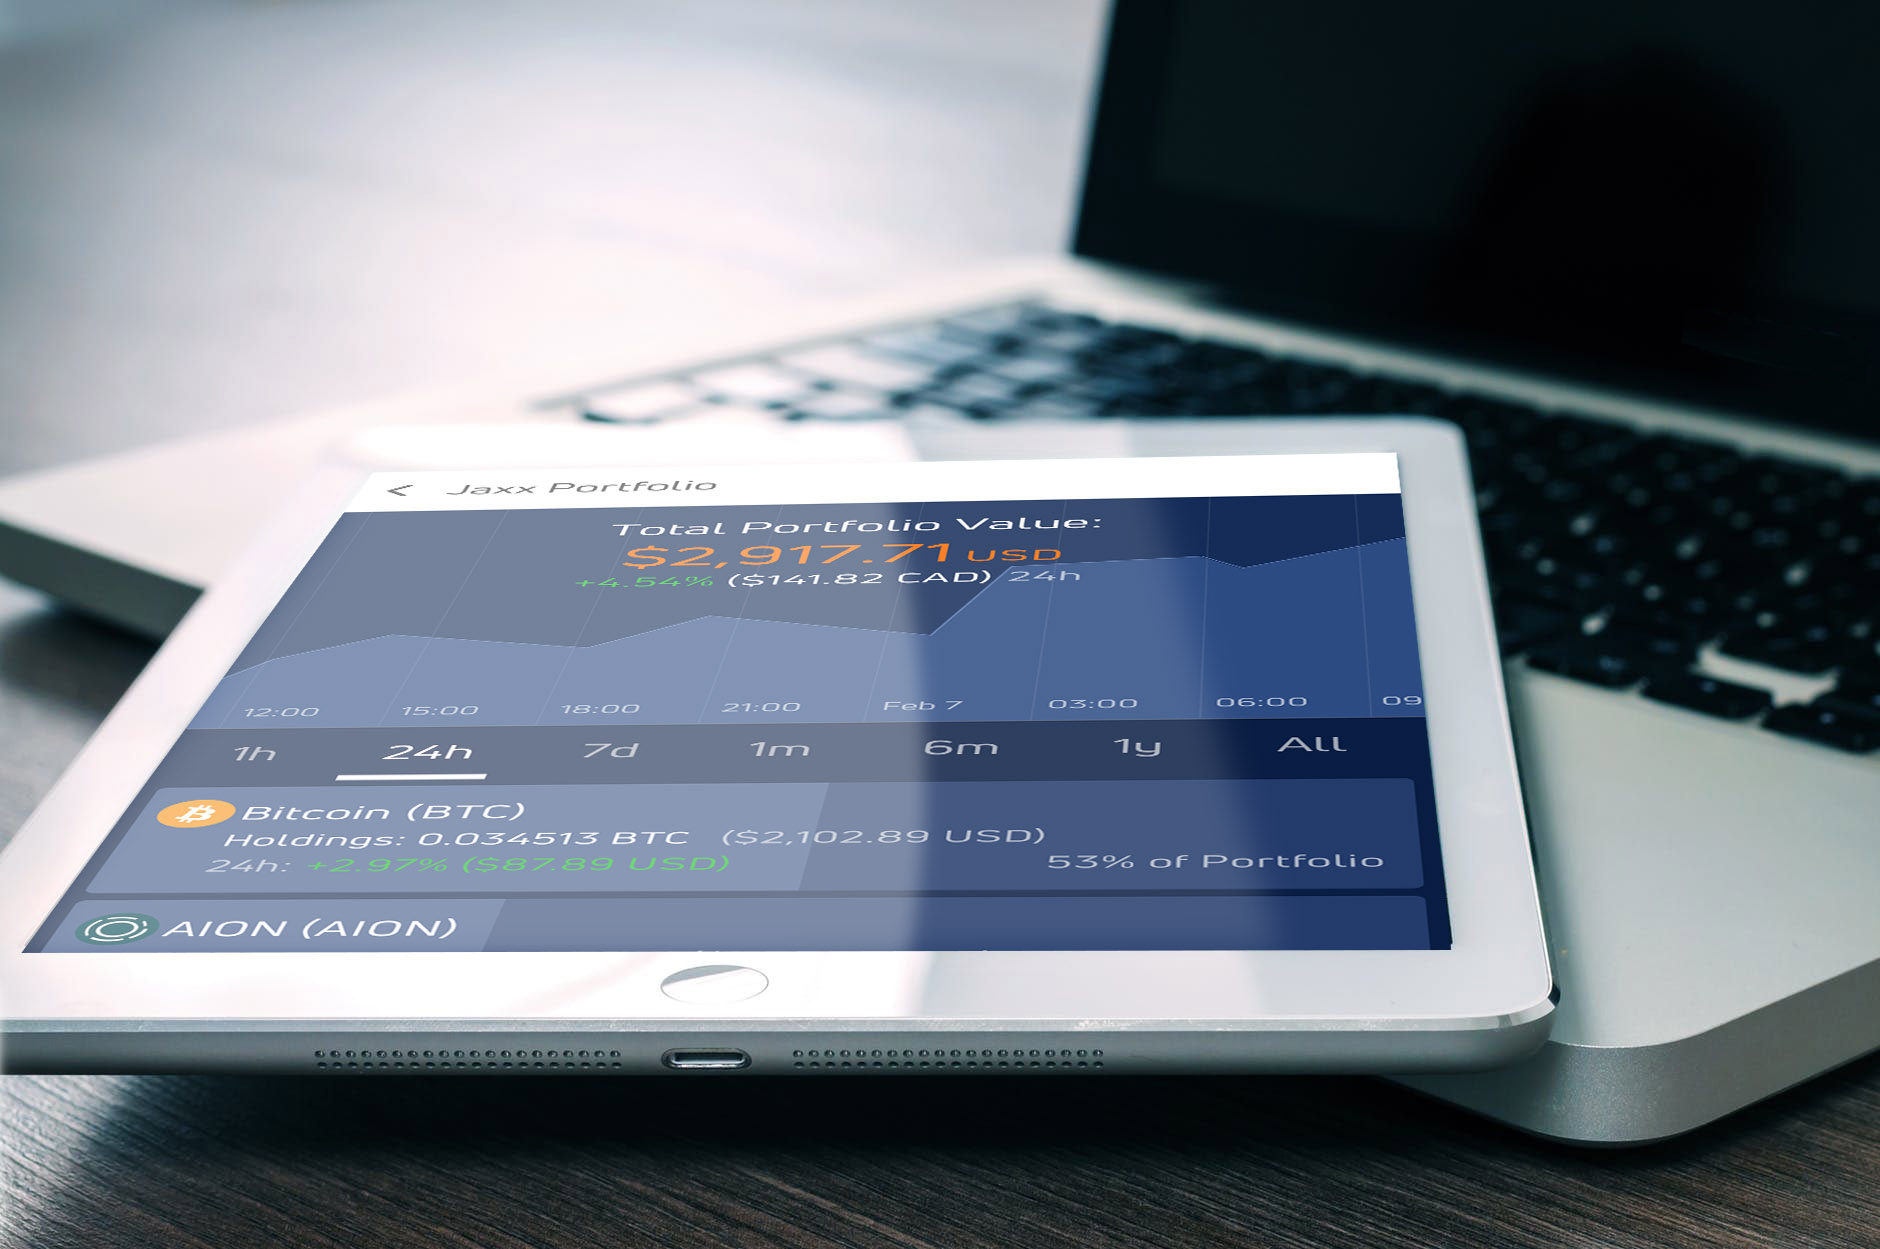 < Jaxx Portfolio
Total Portfolio Value:
$2,917.71 USD
+4.54% ($141.82 CAD) 24h
12:00 15:00 18:00 21:00 Feb 7 03:00 06:00 09
1h 24h 7d 1m 6m 1y All
Bitcoin (BTC)
Holdings: 0.034513 BTC ($2,102.89 USD)
24h: +2.97% ($87.89 USD) 53% of Portfolio
AION (AION)